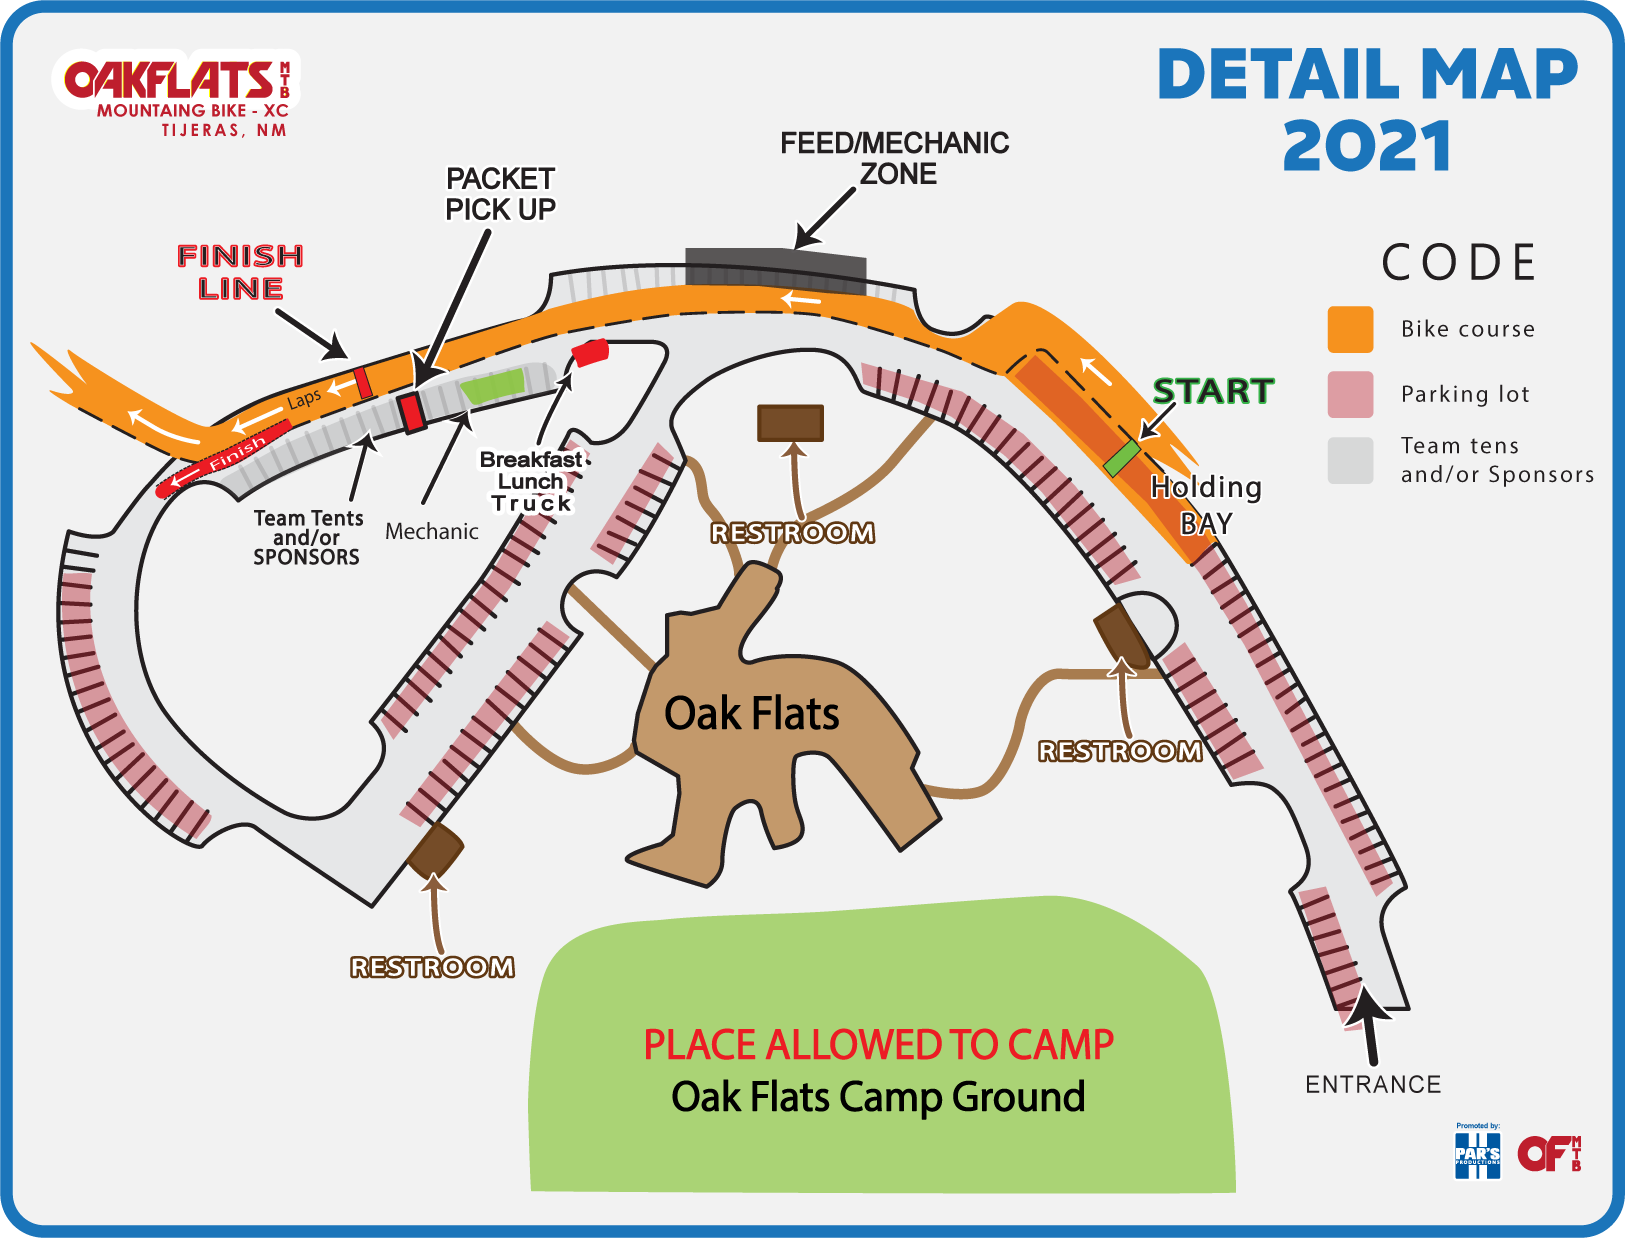 OAKFLATS MTB
MOUNTAING BIKE - XC
TIJERAS, NM
DETAIL MAP
2021
FEED/MECHANIC
ZONE
PACKET
PICK UP
FINISH
LINE
CODE
Bike course
Parking lot
Team tens
and/or Sponsors
START
Laps
Finish
Holding
BAY
Breakfast
Lunch
Truck
Team Tents
and/or
SPONSORS
Mechanic
RESTROOM
Oak Flats
RESTROOM
RESTROOM
PLACE ALLOWED TO CAMP
Oak Flats Camp Ground
ENTRANCE
Promoted by:
PAR'S
PRODUCTIONS
OF MTB